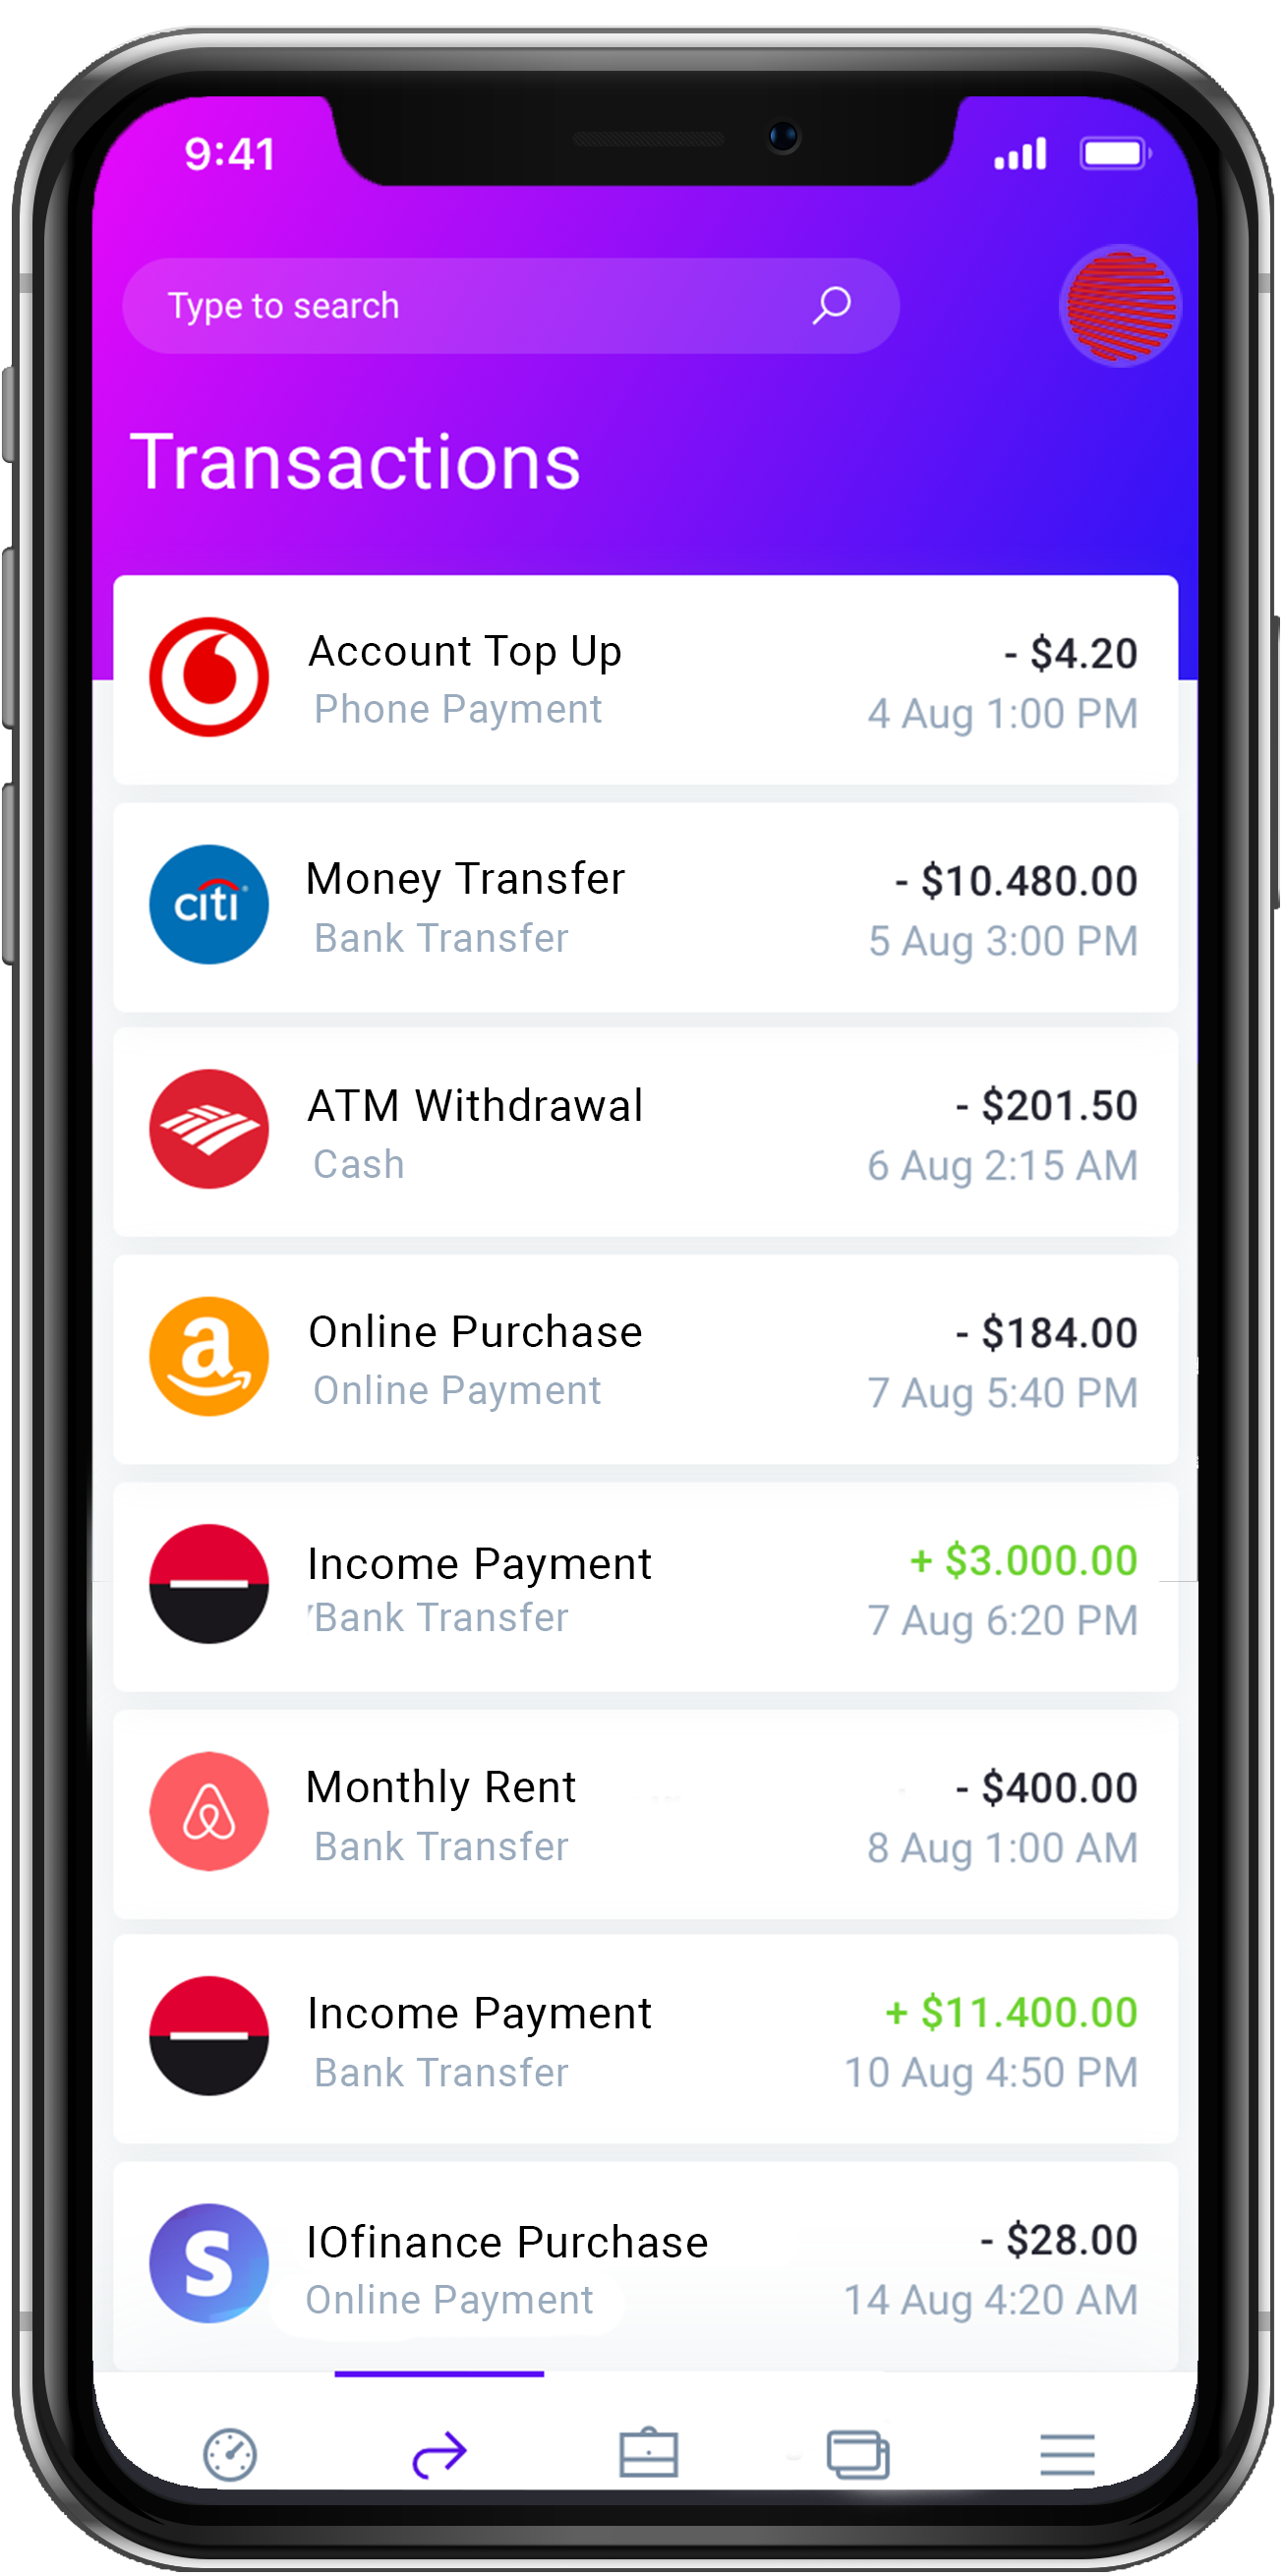 9:41
Type to search
Transactions
Account Top Up
- $4.20
Phone Payment
4 Aug 1:00 PM
citi
Money Transfer
- $10.480.00
Bank Transfer
5 Aug 3:00 PM
ATM Withdrawal
- $201.50
Cash
6 Aug 2:15 AM
a
Online Purchase
- $184.00
Online Payment
7 Aug 5:40 PM
Income Payment
+ $3.000.00
Bank Transfer
7 Aug 6:20 PM
Monthly Rent
- $400.00
Bank Transfer
8 Aug 1:00 AM
Income Payment
+ $11.400.00
Bank Transfer
10 Aug 4:50 PM
S
IOfinance Purchase
- $28.00
Online Payment
14 Aug 4:20 AM